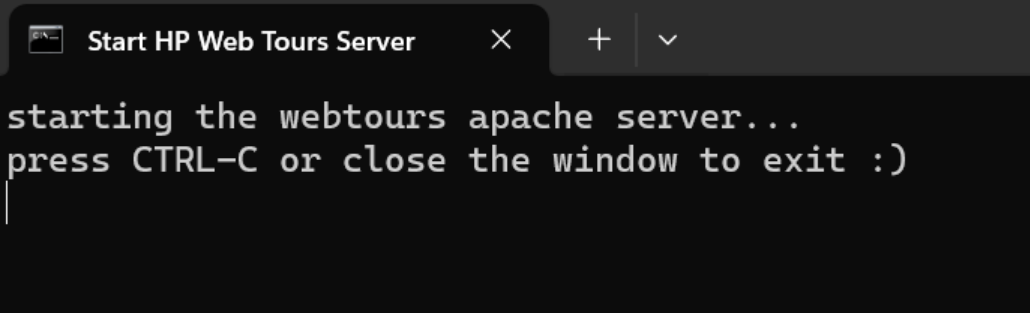 Start HP Web Tours Server
starting the webtours apache server...
press CTRL-C or close the window to exit :)